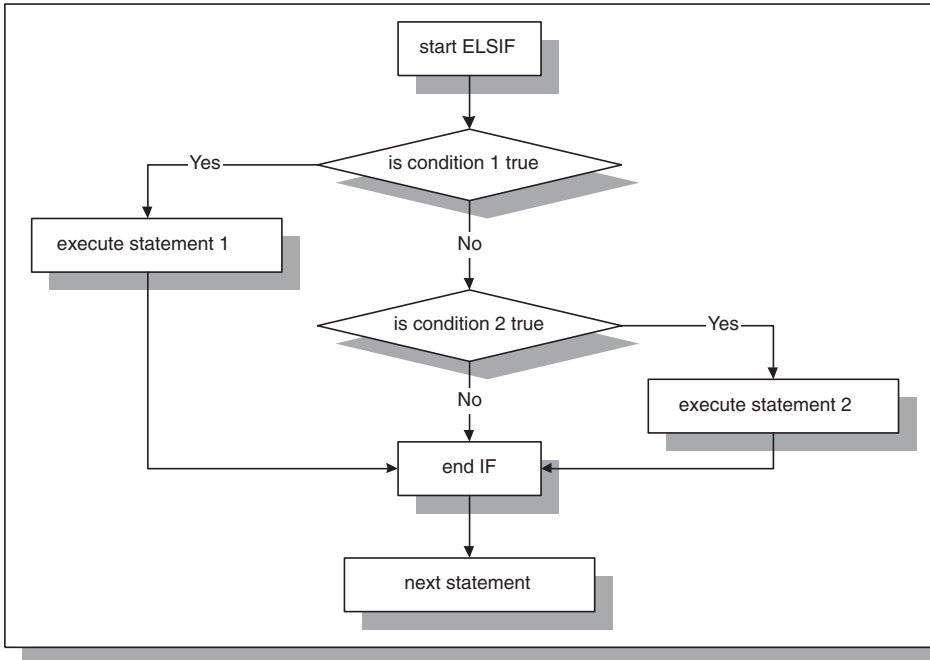 start ELSIF
is condition 1 true
Yes
execute statement 1
No
is condition 2 true
Yes
execute statement 2
No
end IF
next statement